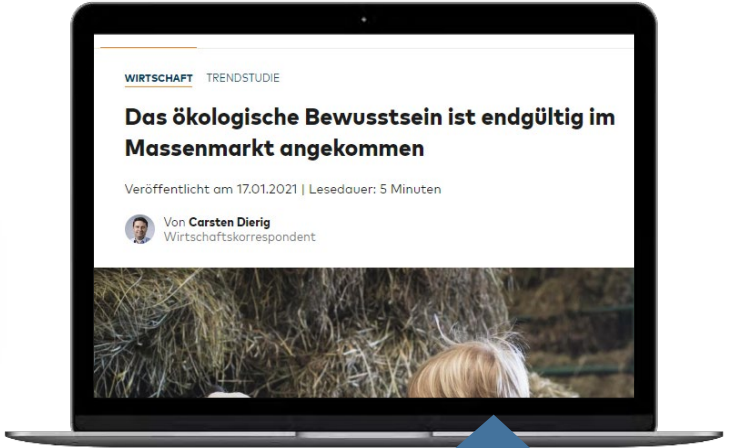 WIRTSCHAFT TRENDSTUDIE
Das ökologische Bewusstsein ist endgültig im
Massenmarkt angekommen
Veröffentlicht am 17.01.2021 | Lesedauer: 5 Minuten
Von Carsten Dierig
Wirtschaftskorrespondent